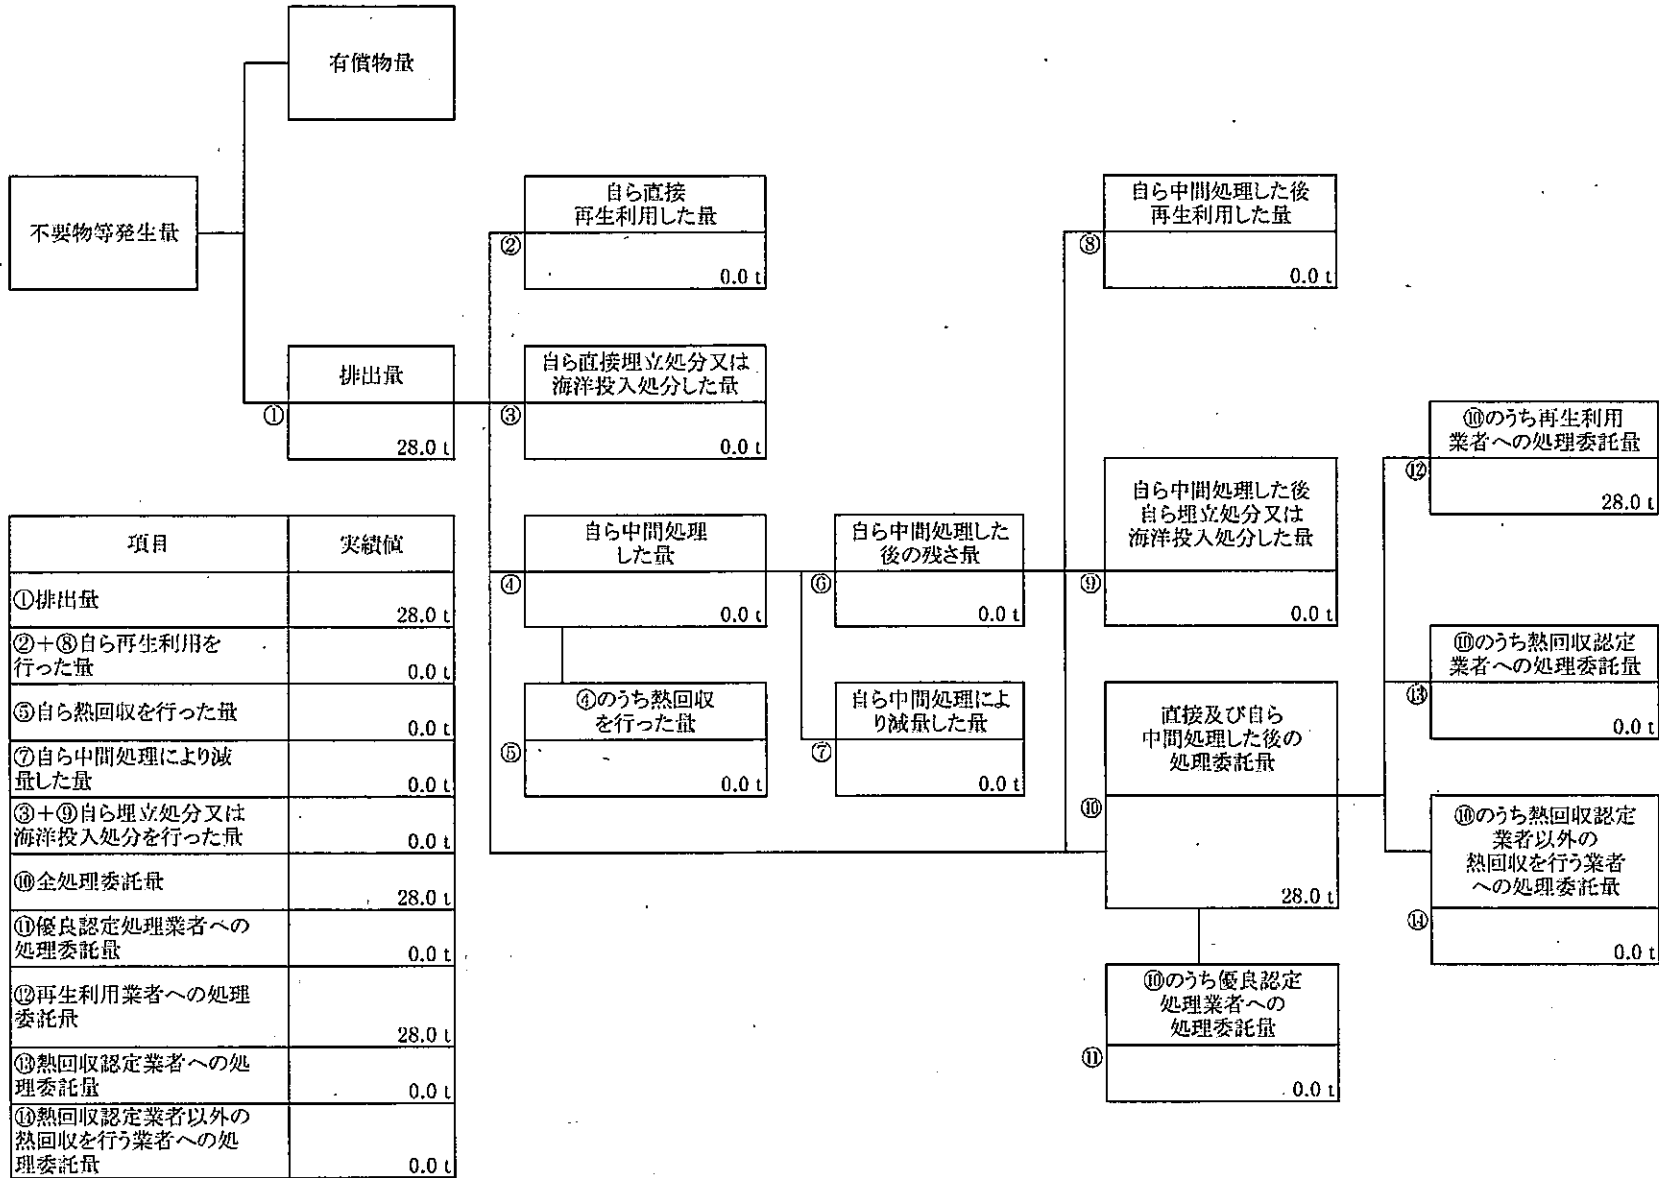 有償物量
不要物等発生量
排出量
①
28.0 t
自ら直接
再生利用した量
②
0.0 t
自ら直接埋立処分又は
海洋投入処分した量
③
0.0 t
自ら中間処理
した量
④
0.0 t
④のうち熱回収
を行った量
⑤
0.0 t
自ら中間処理した
後の残さ量
⑥
0.0 t
自ら中間処理によ
り減量した量
⑦
0.0 t
自ら中間処理した後
再生利用した量
⑧
0.0 t
自ら中間処理した後
自ら埋立処分又は
海洋投入処分した量
⑨
0.0 t
直接及び自ら
中間処理した後の
処理委託量
⑩
28.0 t
⑩のうち優良認定
処理業者への
処理委託量
⑪
0.0 t
⑩のうち再生利用
業者への処理委託量
⑫
28.0 t
⑩のうち熱回収認定
業者への処理委託量
⑬
0.0 t
⑩のうち熱回収認定
業者以外の
熱回収を行う業者
への処理委託量
⑭
0.0 t
項目 実績値
①排出量
28.0 t
②+⑧自ら再生利用を
行った量
0.0 t
⑤自ら熱回収を行った量
0.0 t
⑦自ら中間処理により減
量した量
0.0 t
③+⑨自ら埋立処分又は
海洋投入処分を行った量
0.0 t
⑩全処理委託量
28.0 t
⑪優良認定処理業者への
処理委託量
0.0 t
⑫再生利用業者への処理
委託量
28.0 t
⑬熱回収認定業者への処
理委託量
0.0 t
⑭熱回収認定業者以外の
熱回収を行う業者への処
理委託量
0.0 t